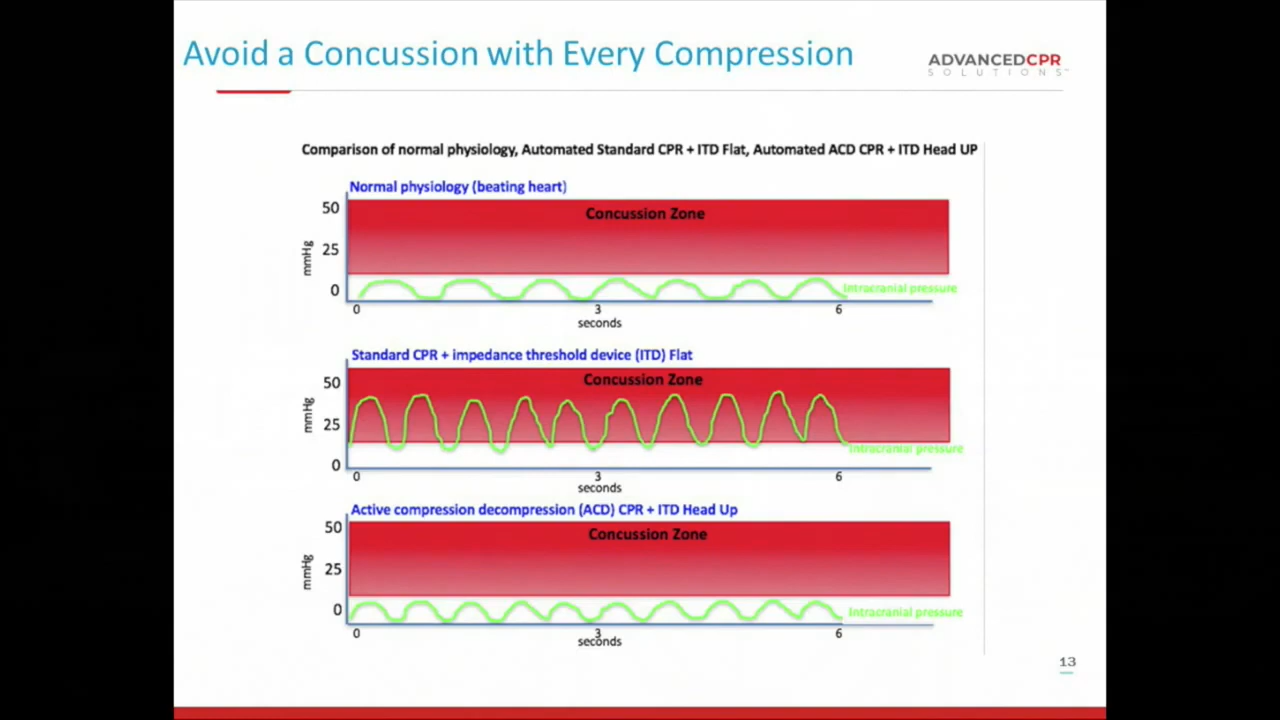 Avoid a Concussion with Every Compression
ADVANCEDCPR
SOLUTIONS™
Comparison of normal physiology, Automated Standard CPR + ITD Flat, Automated ACD CPR + ITD Head UP
Normal physiology (beating heart)
Concussion Zone
50
25
0
mmHg
Intracranial pressure
0 3 6
seconds
Standard CPR + impedance threshold device (ITD) Flat
Concussion Zone
50
25
0
mmHg
Intracranial pressure
0 3 6
seconds
Active compression decompression (ACD) CPR + ITD Head Up
Concussion Zone
50
25
0
mmHg
Intracranial pressure
0 3 6
seconds
13